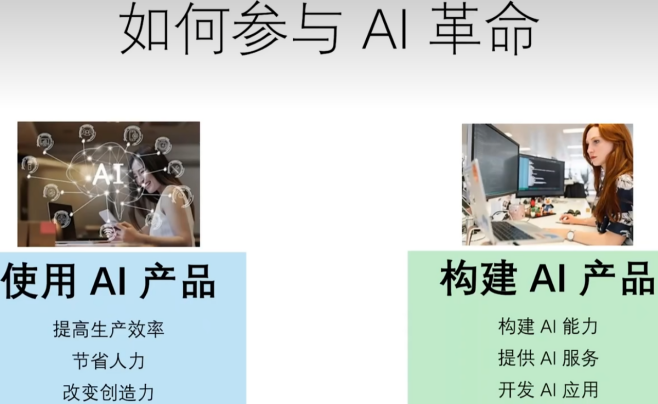 如何参与 AI 革命
AI
使用 AI 产品
提高生产效率
节省人力
改变创造力
构建 AI 产品
构建 AI 能力
提供 AI 服务
开发 AI 应用